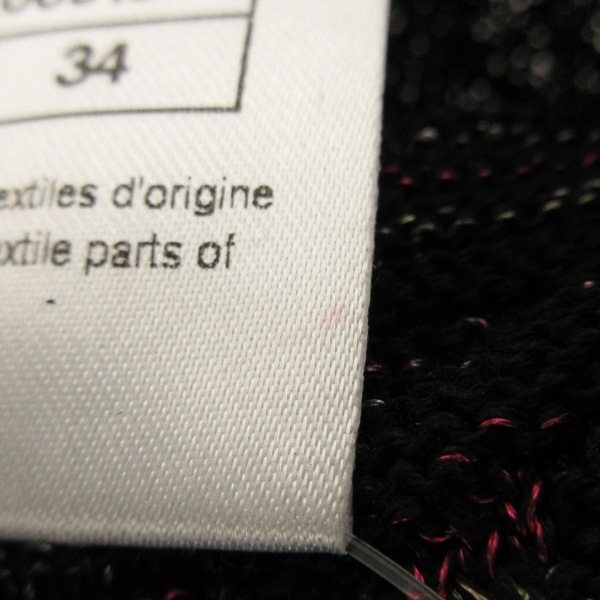 34
extiles d'origine
xtile parts of